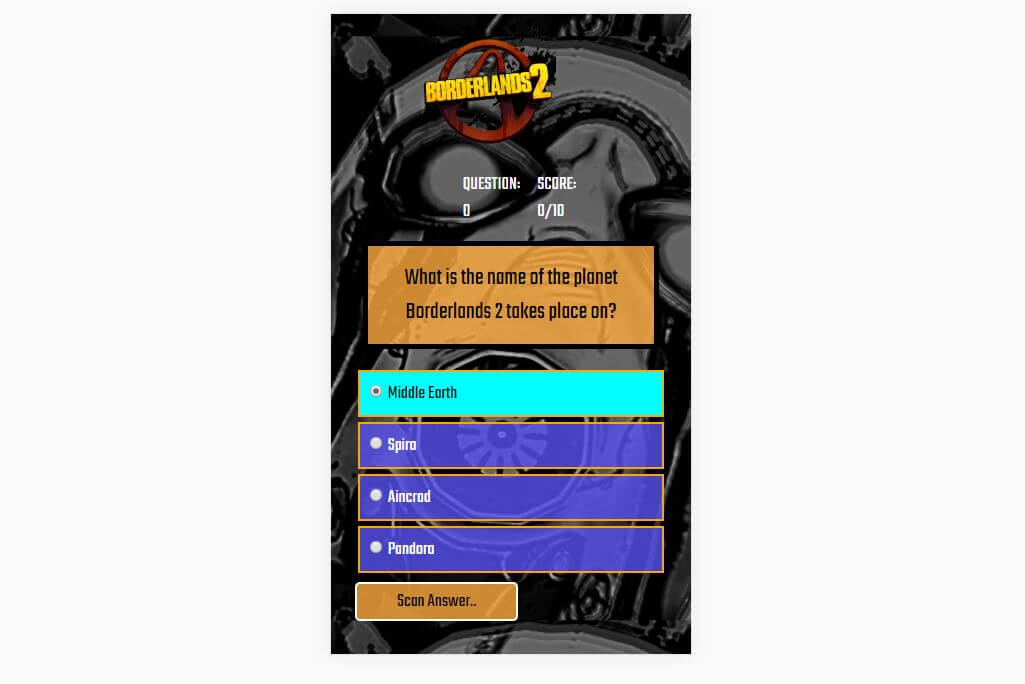 BORDERLANDS 2
QUESTION: SCORE:
0 0/10
What is the name of the planet
Borderlands 2 takes place on?
Middle Earth
Spira
Aincrad
Pandora
Scan Answer..